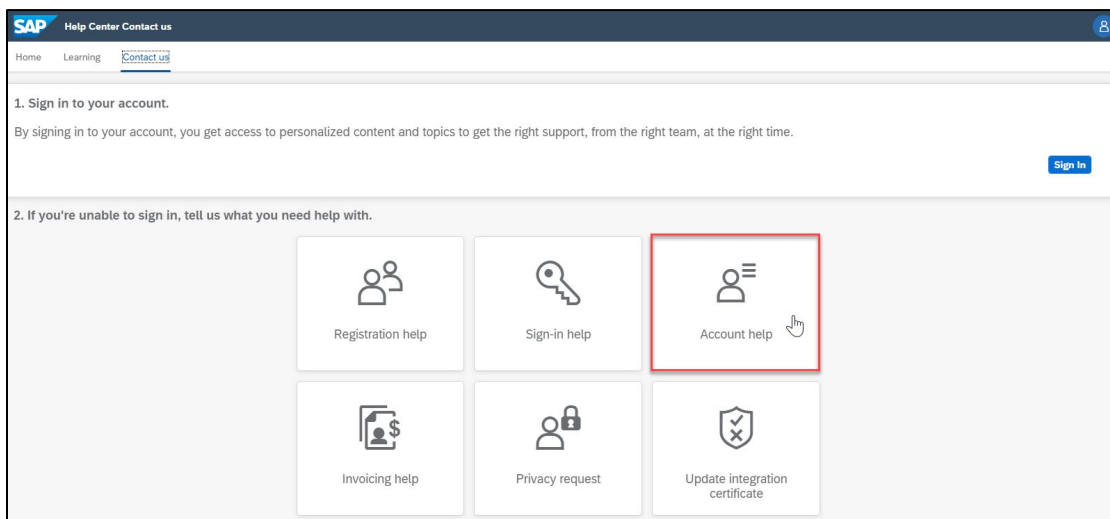 SAP Help Center Contact us
Home Learning Contact us
1. Sign in to your account.
By signing in to your account, you get access to personalized content and topics to get the right support, from the right team, at the right time.
Sign In
2. If you're unable to sign in, tell us what you need help with.
Registration help
Sign-in help
Account help
Invoicing help
Privacy request
Update integration
certificate